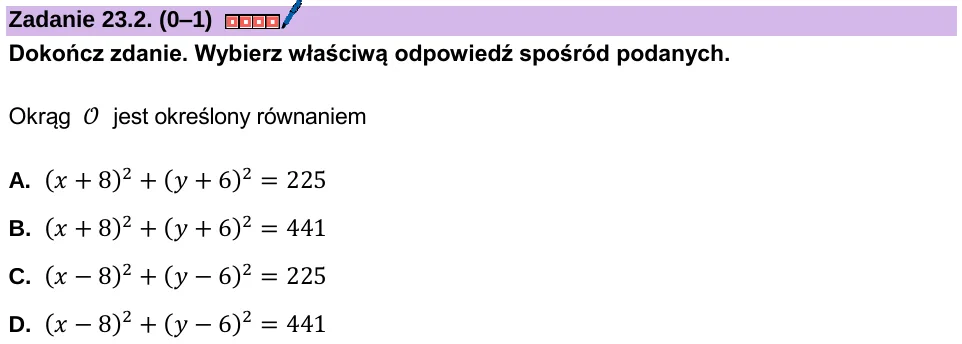 Zadanie 23.2. (0–1)
Dokończ zdanie. Wybierz właściwą odpowiedź spośród podanych.
Okrąg 𝒪 jest określony równaniem
A. (x + 8)² + (y + 6)² = 225
B. (x + 8)² + (y + 6)² = 441
C. (x − 8)² + (y − 6)² = 225
D. (x − 8)² + (y − 6)² = 441